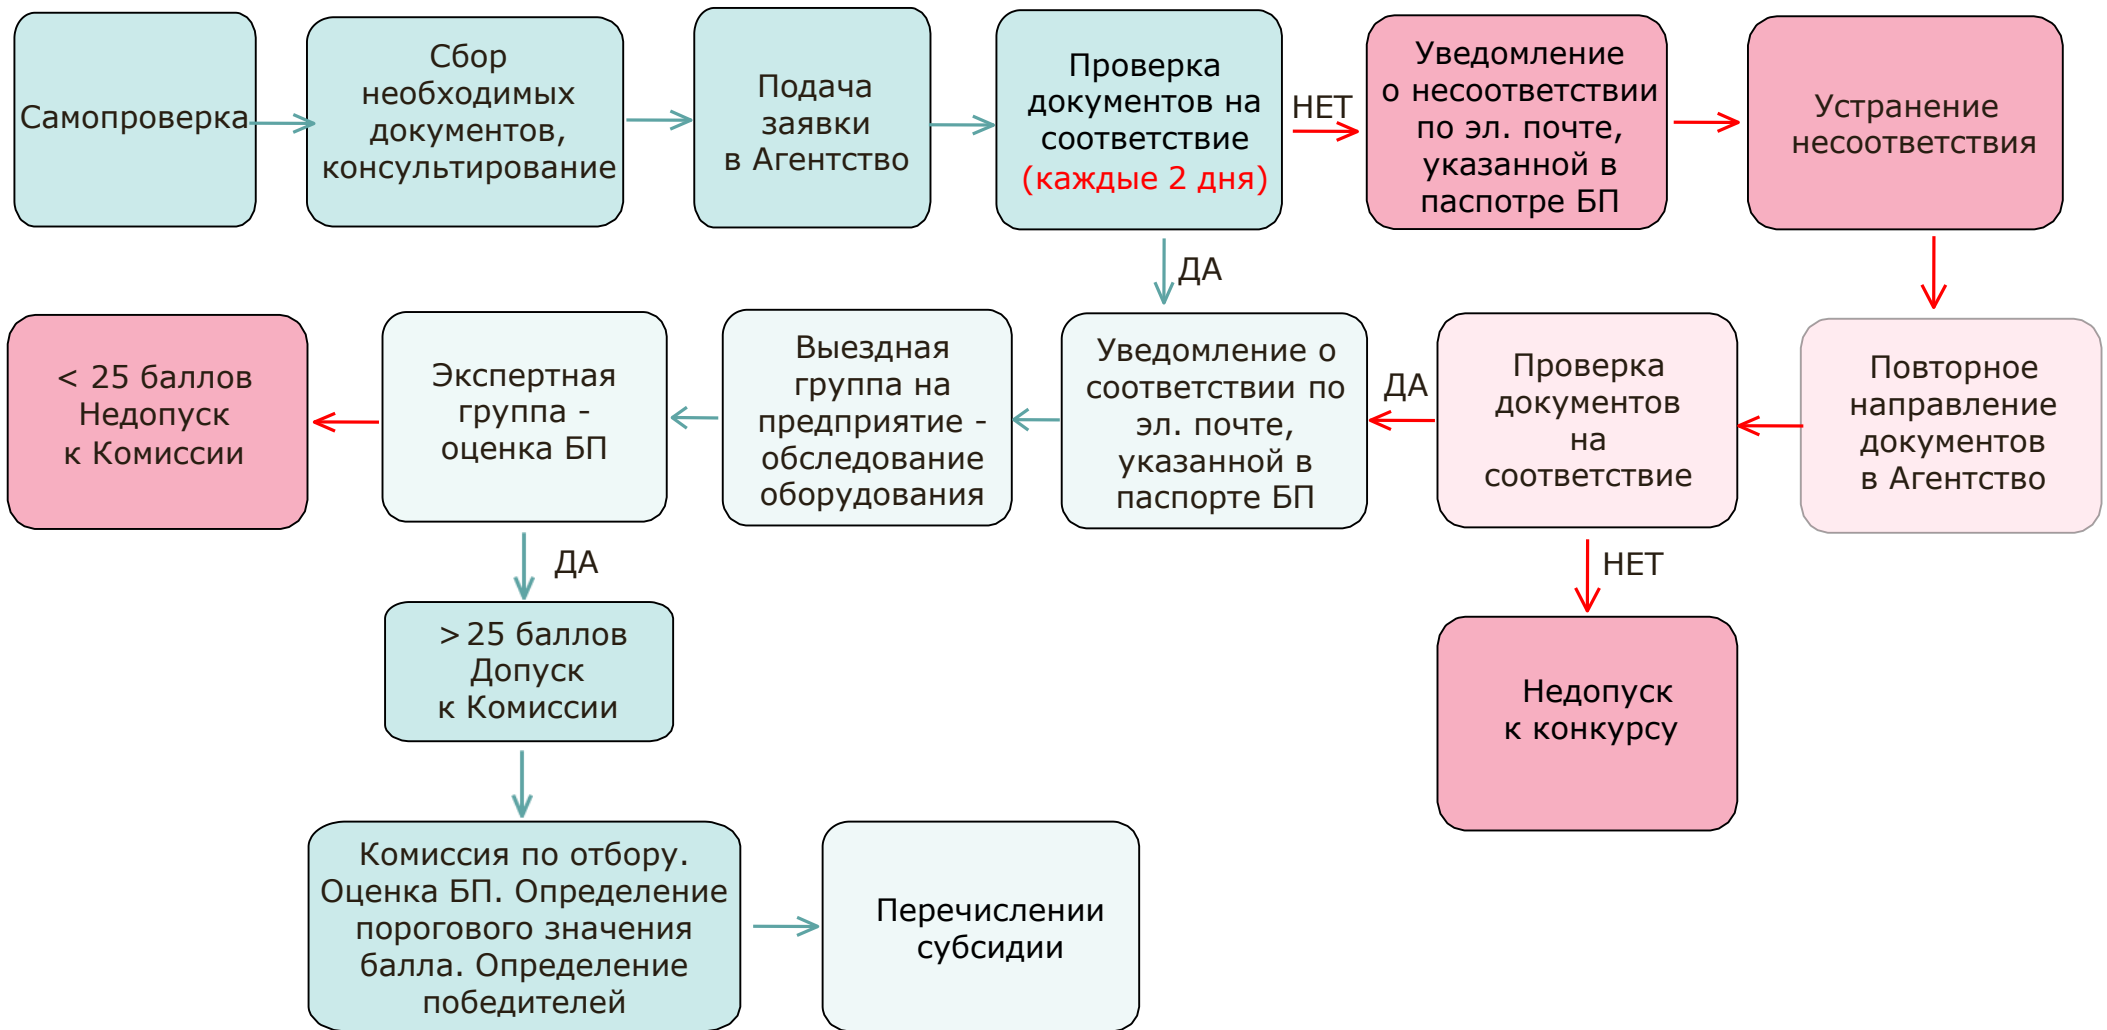 Самопроверка
Сбор
необходимых
документов,
консультирование
Подача
заявки
в Агентство
Проверка
документов на
соответствие
(каждые 2 дня)
НЕТ
Уведомление
о несоответствии
по эл. почте,
указанной в
паспотре БП
Устранение
несоответствия
ДА
< 25 баллов
Недопуск
к Комиссии
Экспертная
группа -
оценка БП
Выездная
группа на
предприятие -
обследование
оборудования
Уведомление о
соответствии по
эл. почте,
указанной в
паспорте БП
ДА
Проверка
документов
на
соответствие
Повторное
направление
документов
в Агентство
ДА
НЕТ
> 25 баллов
Допуск
к Комиссии
Недопуск
к конкурсу
Комиссия по отбору.
Оценка БП. Определение
порогового значения
балла. Определение
победителей
Перечислении
субсидии